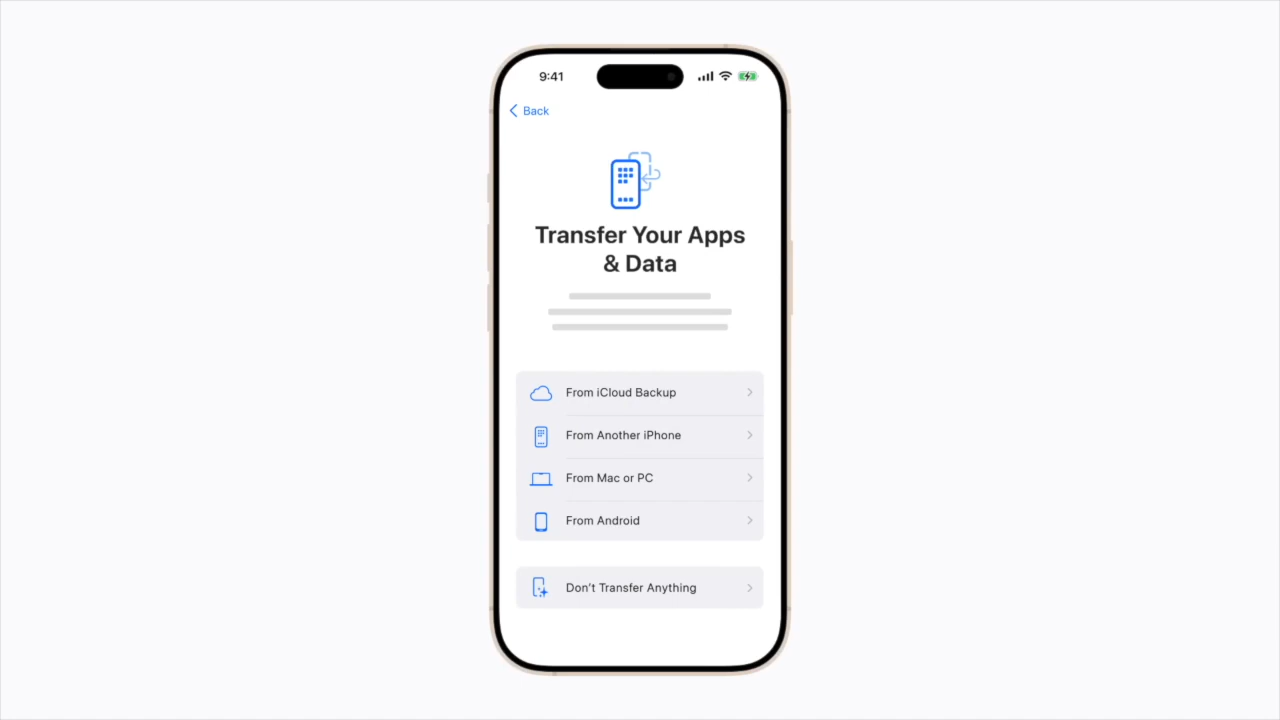 9:41
Back
Transfer Your Apps
& Data
From iCloud Backup
From Another iPhone
From Mac or PC
From Android
Don’t Transfer Anything